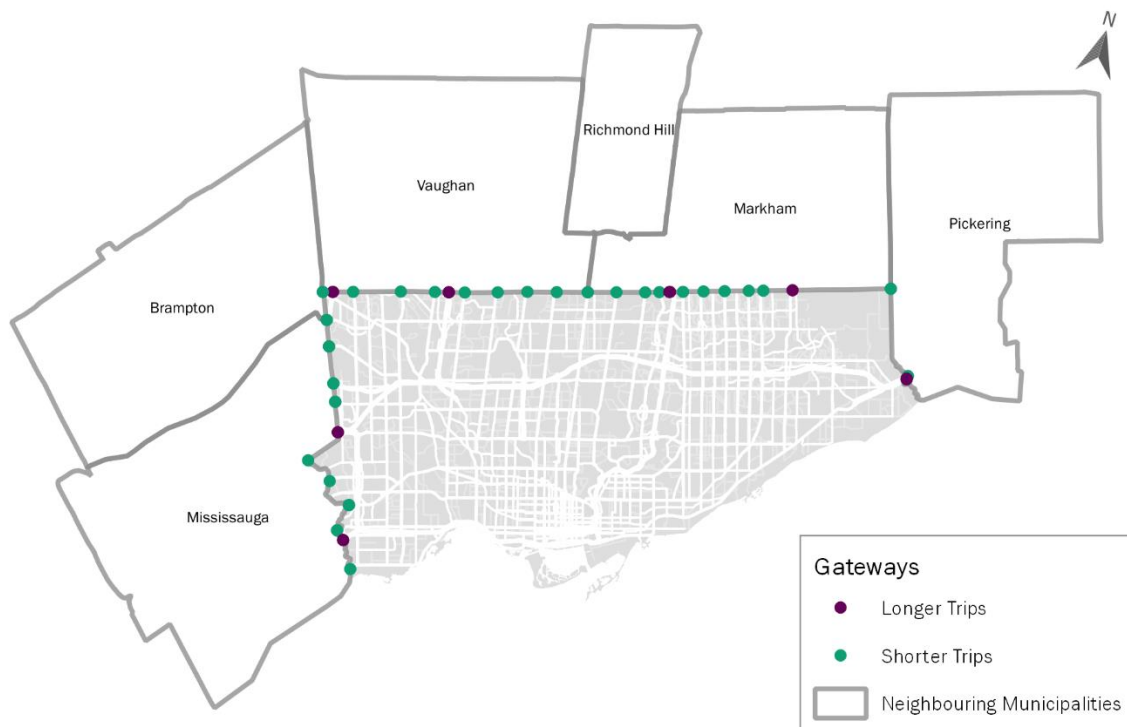 N
Richmond Hill
Vaughan
Markham
Pickering
Brampton
Mississauga
Gateways
Longer Trips
Shorter Trips
Neighbouring Municipalities